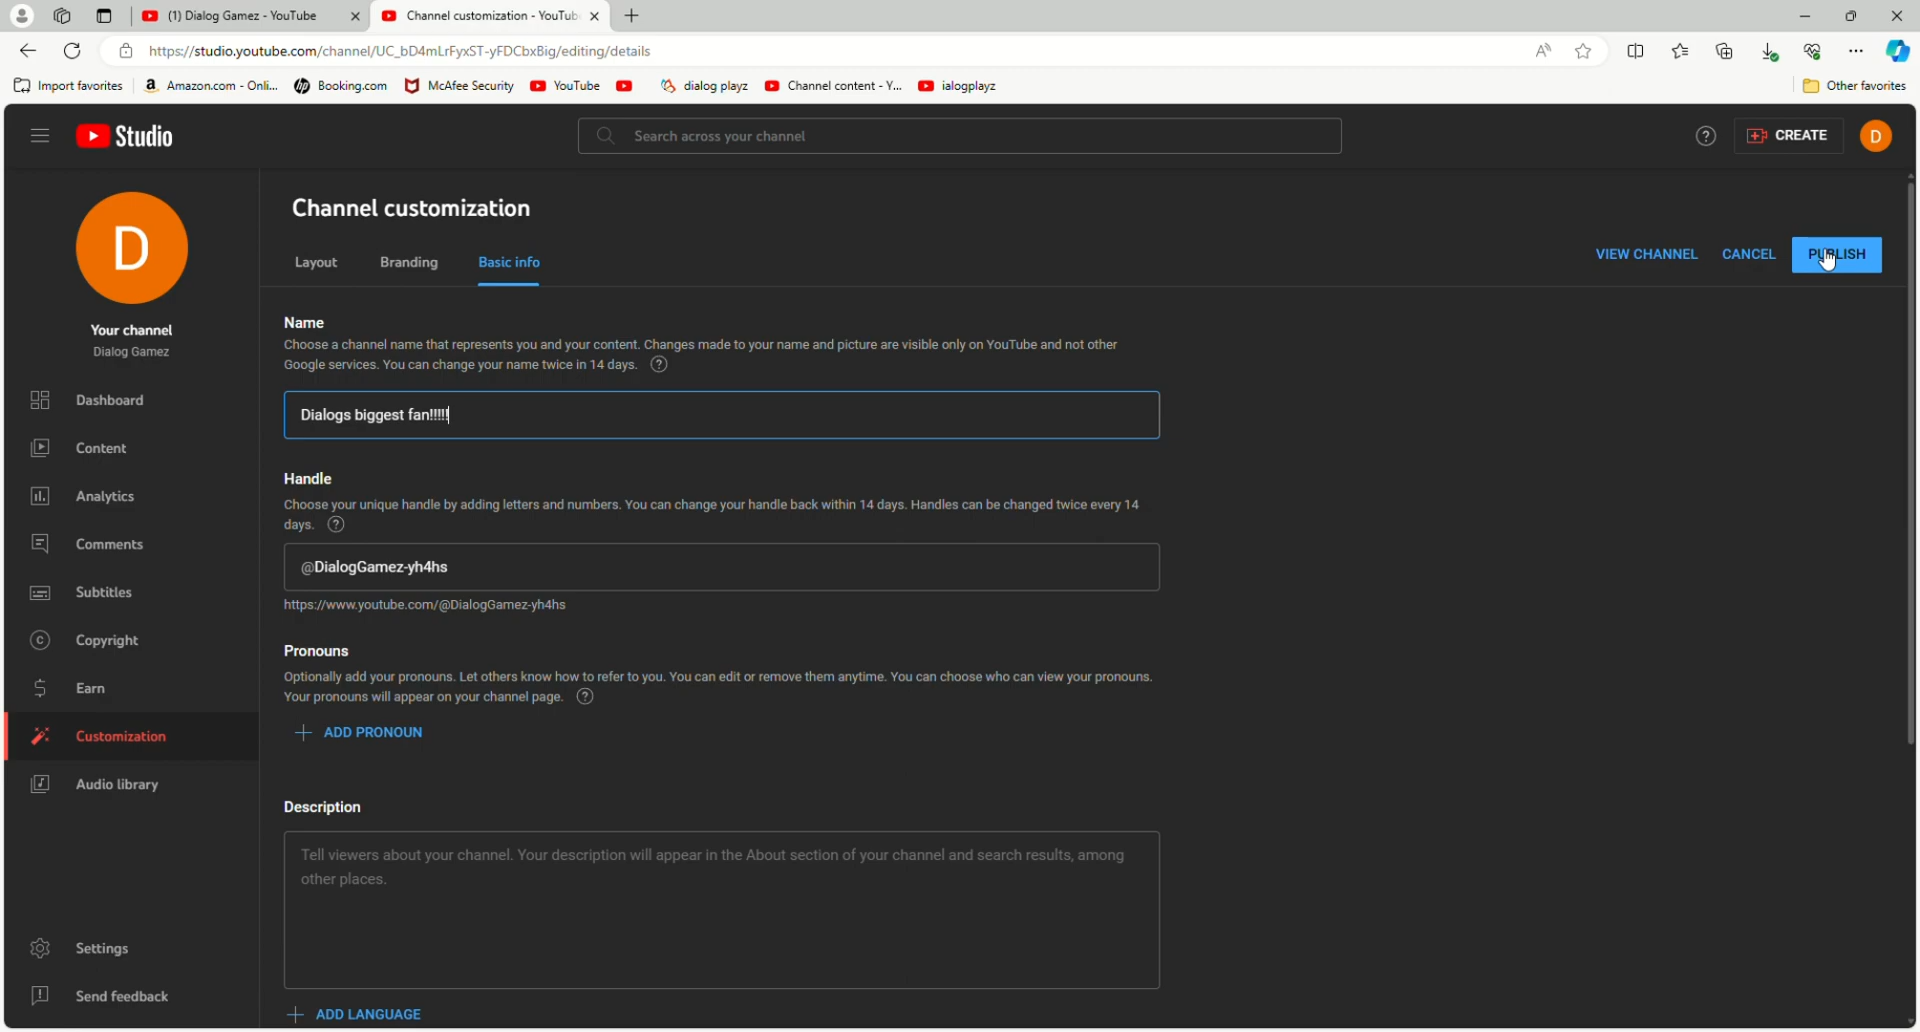 (1) Dialog Gamez - YouTube
Channel customization - YouTub
https://studio.youtube.com/channel/UC_bD4mLrFyxST-yFDCbxBig/editing/details
Import favorites
Amazon.com - Onli...
Booking.com
McAfee Security
YouTube
dialog playz
Channel content - Y...
ialogplayz
Other favorites
Studio
Search across your channel
CREATE
D
D
Your channel
Dialog Gamez
Dashboard
Content
Analytics
Comments
Subtitles
Copyright
Earn
Customization
Audio library
Settings
Send feedback
Channel customization
Layout
Branding
Basic info
VIEW CHANNEL
CANCEL
PUBLISH
Name
Choose a channel name that represents you and your content. Changes made to your name and picture are visible only on YouTube and not other
Google services. You can change your name twice in 14 days.
Dialogs biggest fan!!!!!
Handle
Choose your unique handle by adding letters and numbers. You can change your handle back within 14 days. Handles can be changed twice every 14
days.
@DialogGamez-yh4hs
https://www.youtube.com/@DialogGamez-yh4hs
Pronouns
Optionally add your pronouns. Let others know how to refer to you. You can edit or remove them anytime. You can choose who can view your pronouns.
Your pronouns will appear on your channel page.
ADD PRONOUN
Description
Tell viewers about your channel. Your description will appear in the About section of your channel and search results, among
other places.
ADD LANGUAGE